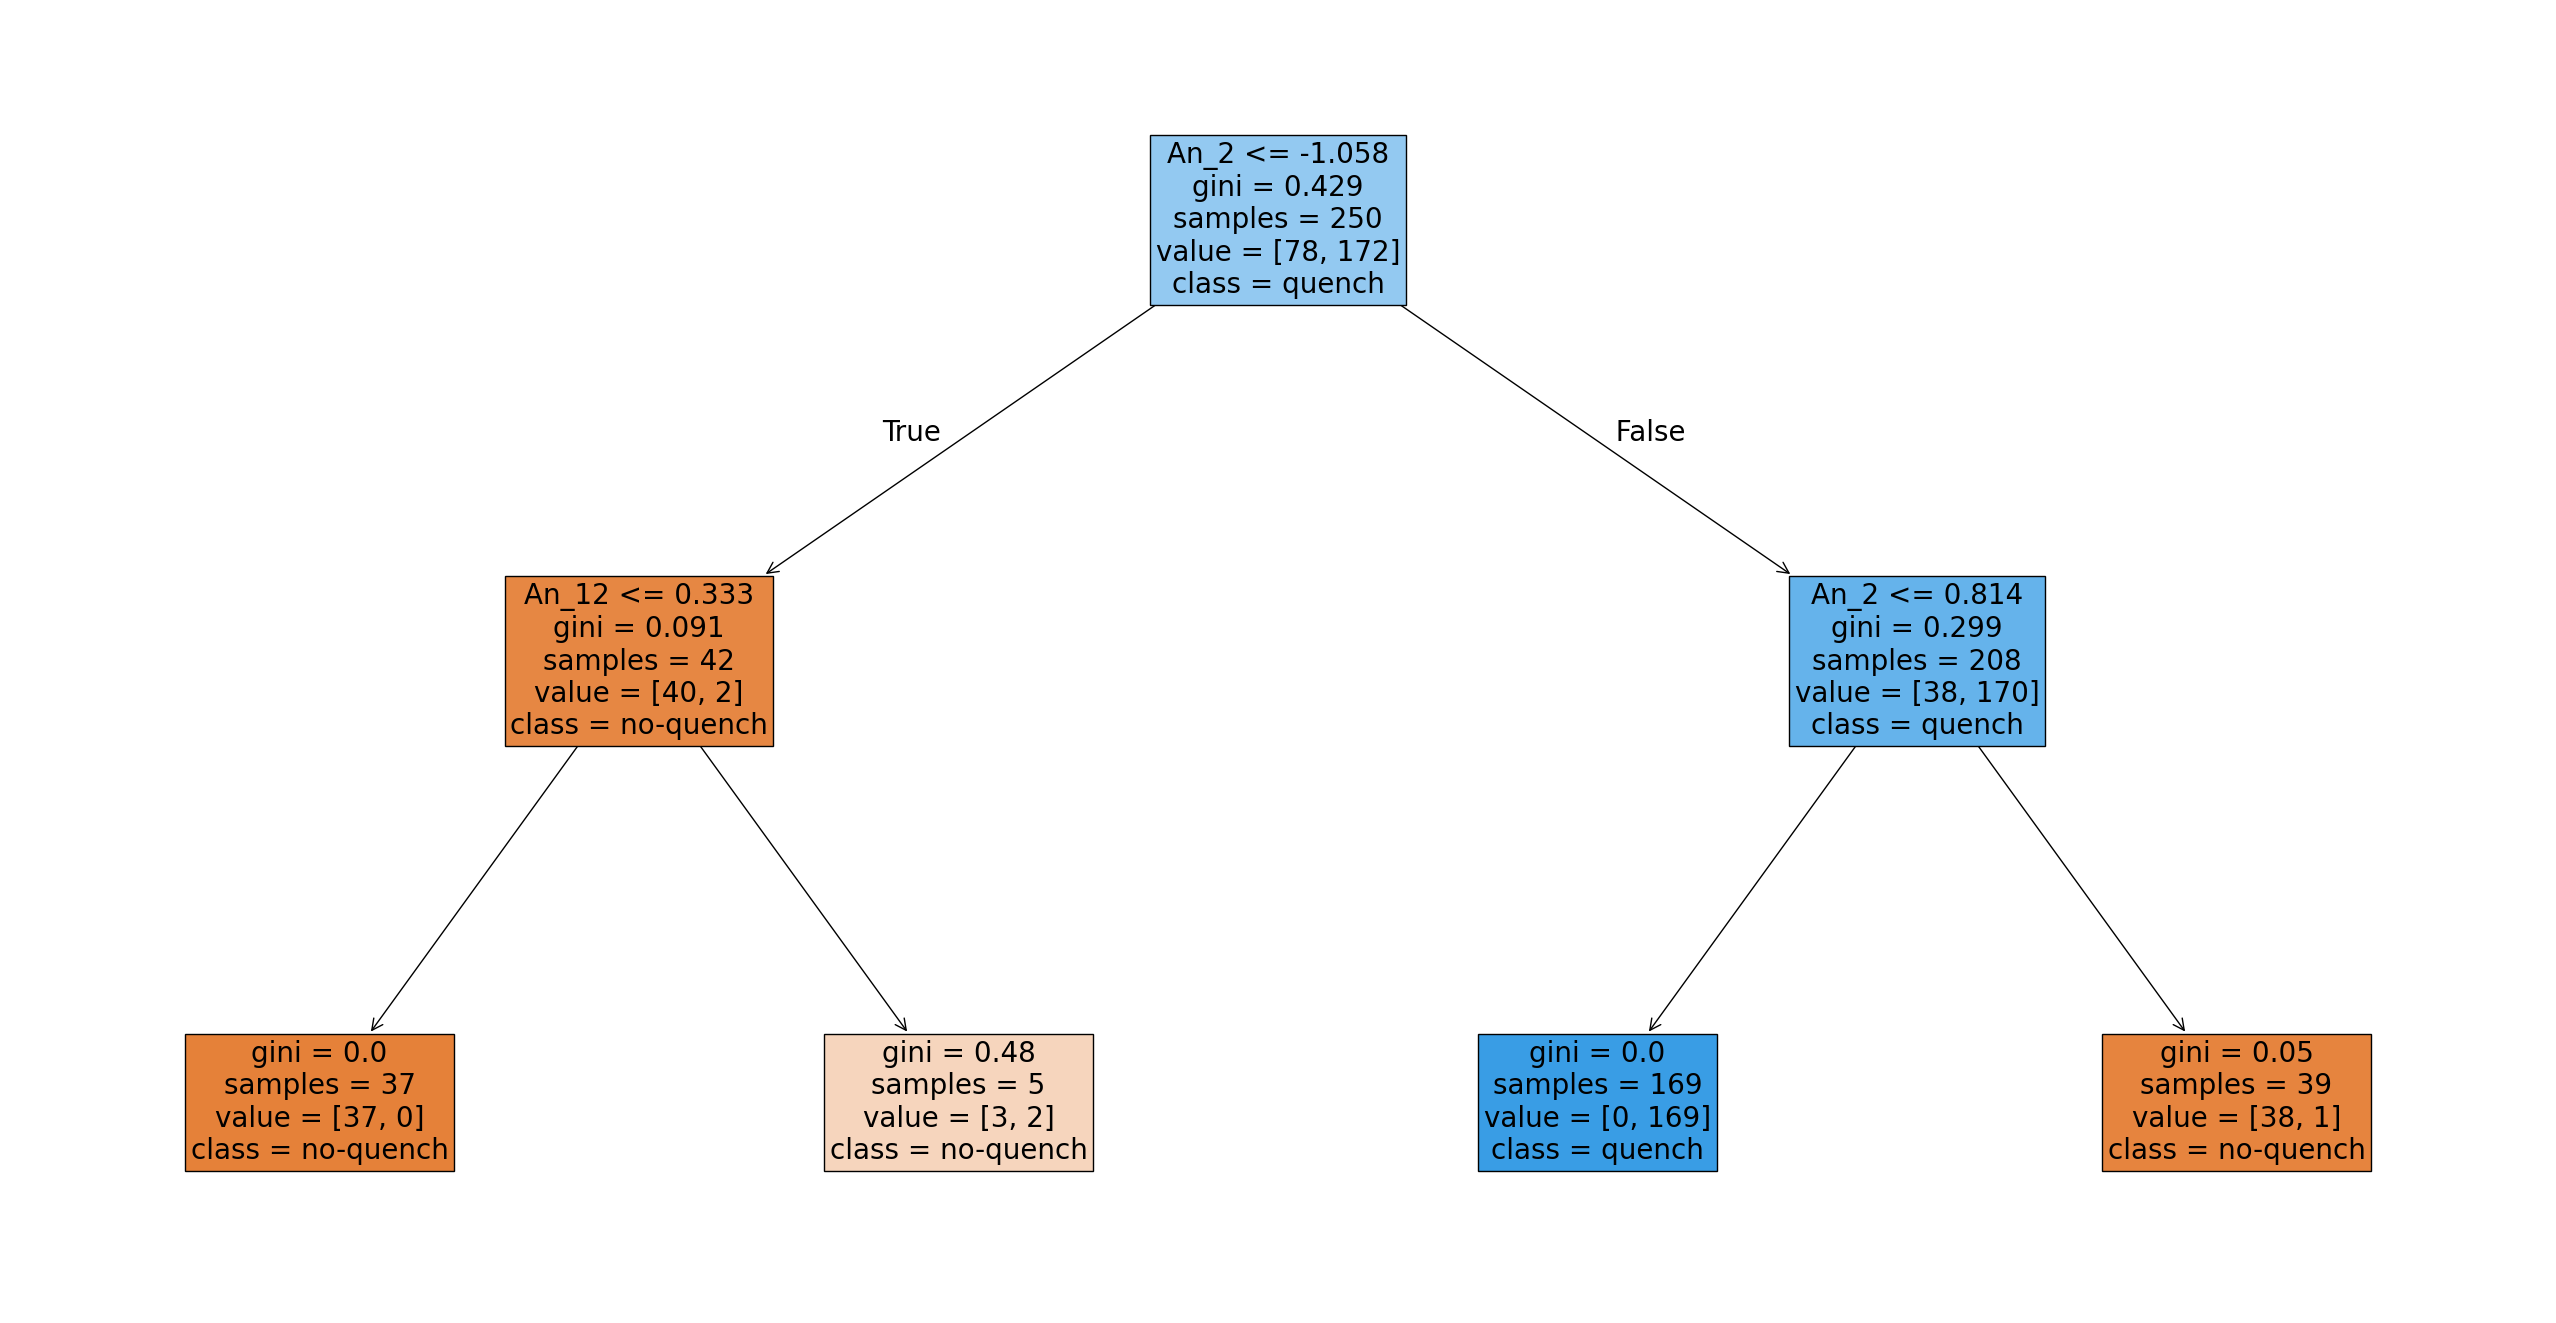 An_2 <= -1.058
gini = 0.429
samples = 250
value = [78, 172]
class = quench
True
False
An_12 <= 0.333
gini = 0.091
samples = 42
value = [40, 2]
class = no-quench
An_2 <= 0.814
gini = 0.299
samples = 208
value = [38, 170]
class = quench
gini = 0.0
samples = 37
value = [37, 0]
class = no-quench
gini = 0.48
samples = 5
value = [3, 2]
class = no-quench
gini = 0.0
samples = 169
value = [0, 169]
class = quench
gini = 0.05
samples = 39
value = [38, 1]
class = no-quench